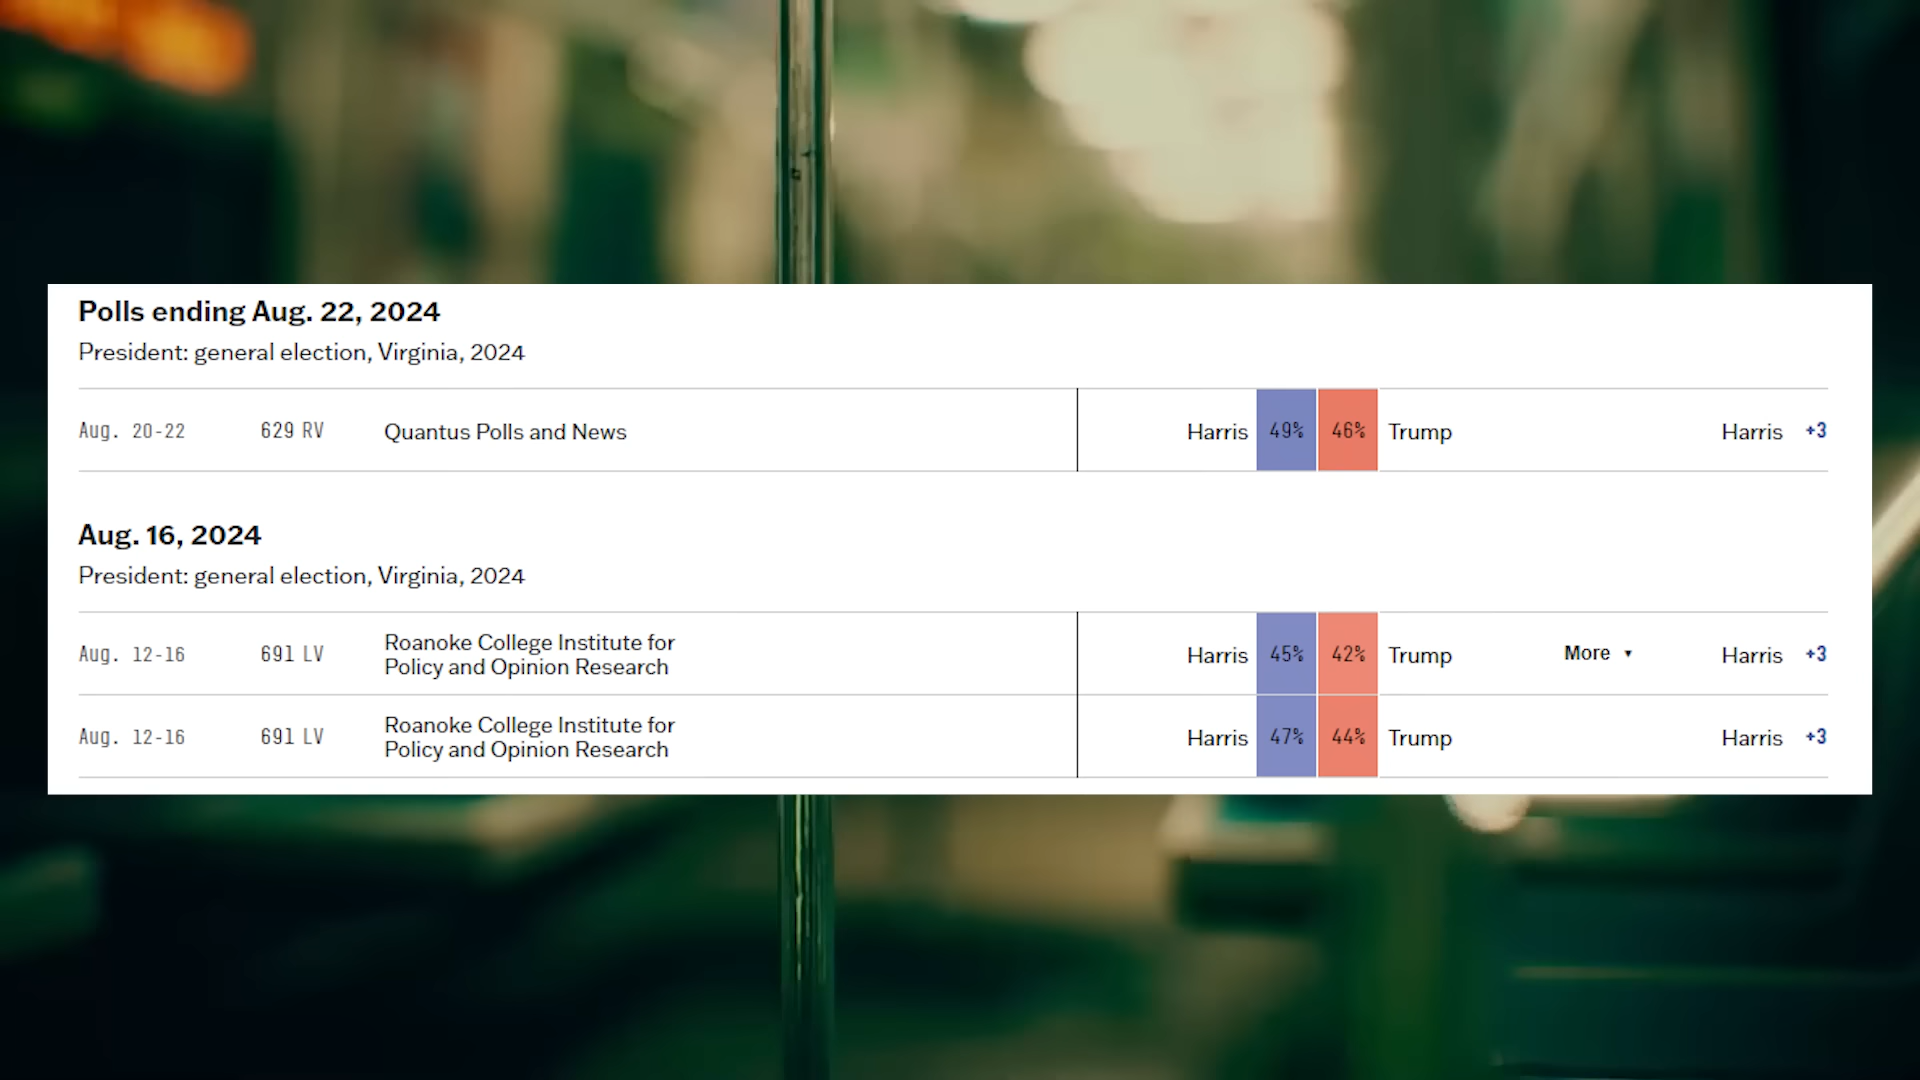 Polls ending Aug. 22, 2024
President: general election, Virginia, 2024
Aug. 20-22 629 RV Quantus Polls and News Harris 49% 46% Trump Harris +3
Aug. 16, 2024
President: general election, Virginia, 2024
Aug. 12-16 691 LV Roanoke College Institute for
Policy and Opinion Research Harris 45% 42% Trump More ▼ Harris +3
Aug. 12-16 691 LV Roanoke College Institute for
Policy and Opinion Research Harris 47% 44% Trump Harris +3